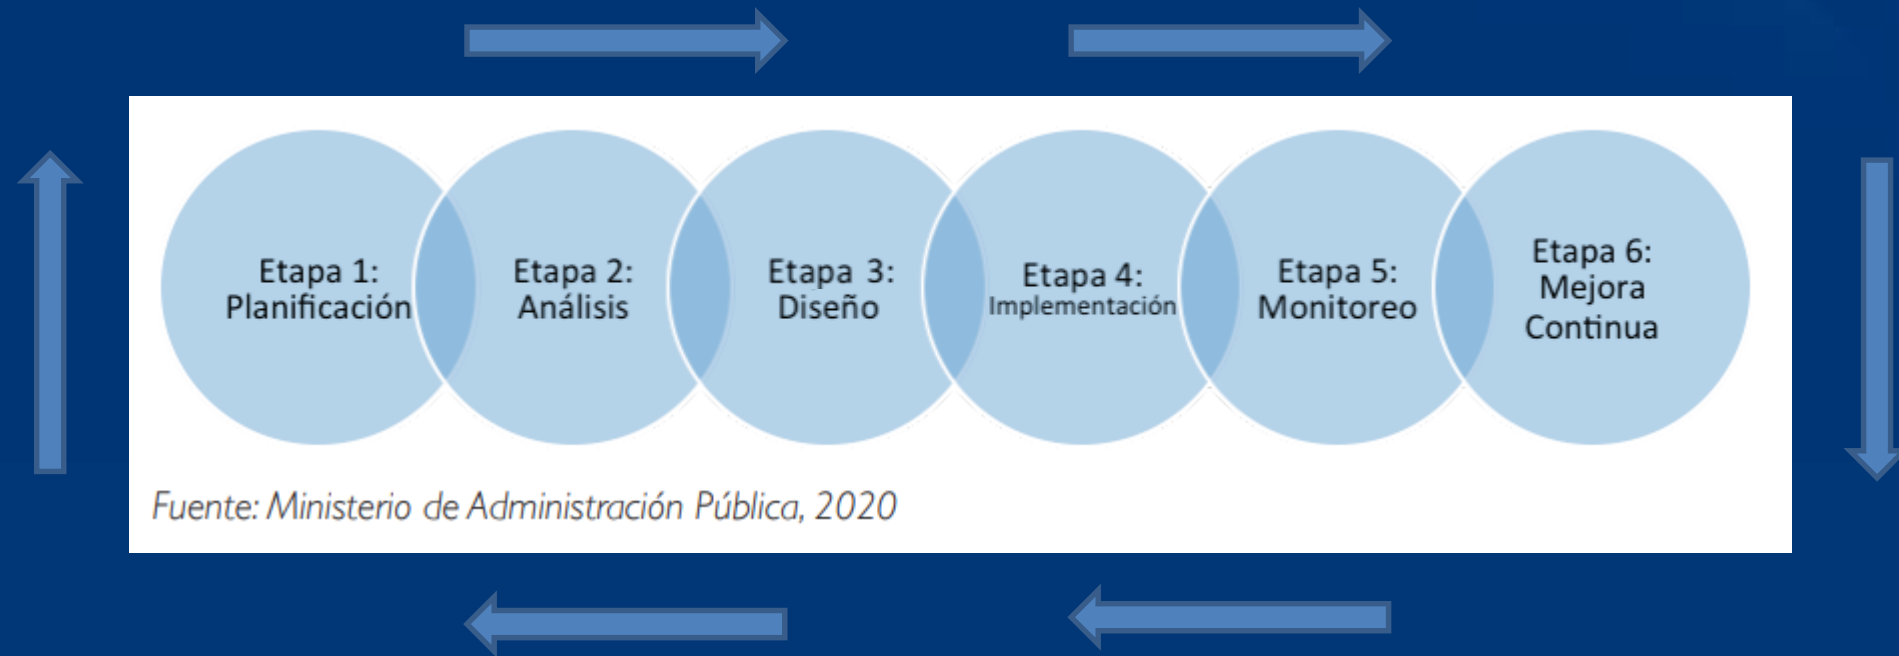 Etapa 1:
Planificación
Etapa 2:
Análisis
Etapa 3:
Diseño
Etapa 4:
Implementación
Etapa 5:
Monitoreo
Etapa 6:
Mejora
Continua
Fuente: Ministerio de Administración Pública, 2020